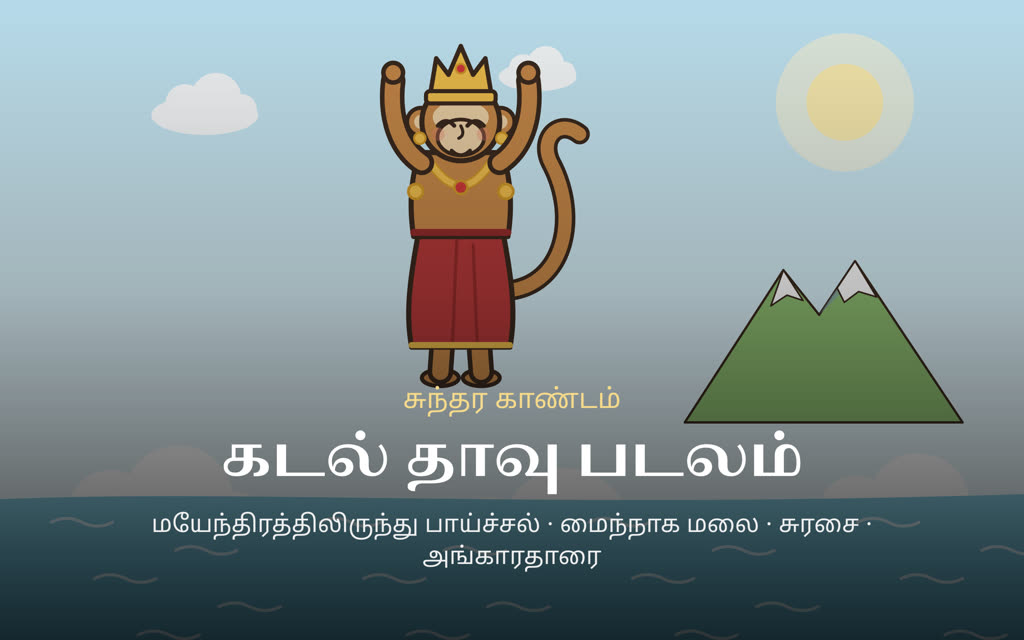 சுந்தர காண்டம்
கடல் தாவு படலம்
மயேந்திரத்திலிருந்து பாய்ச்சல் · மைந்நாக மலை · சுரசை ·
அங்காரதாரை